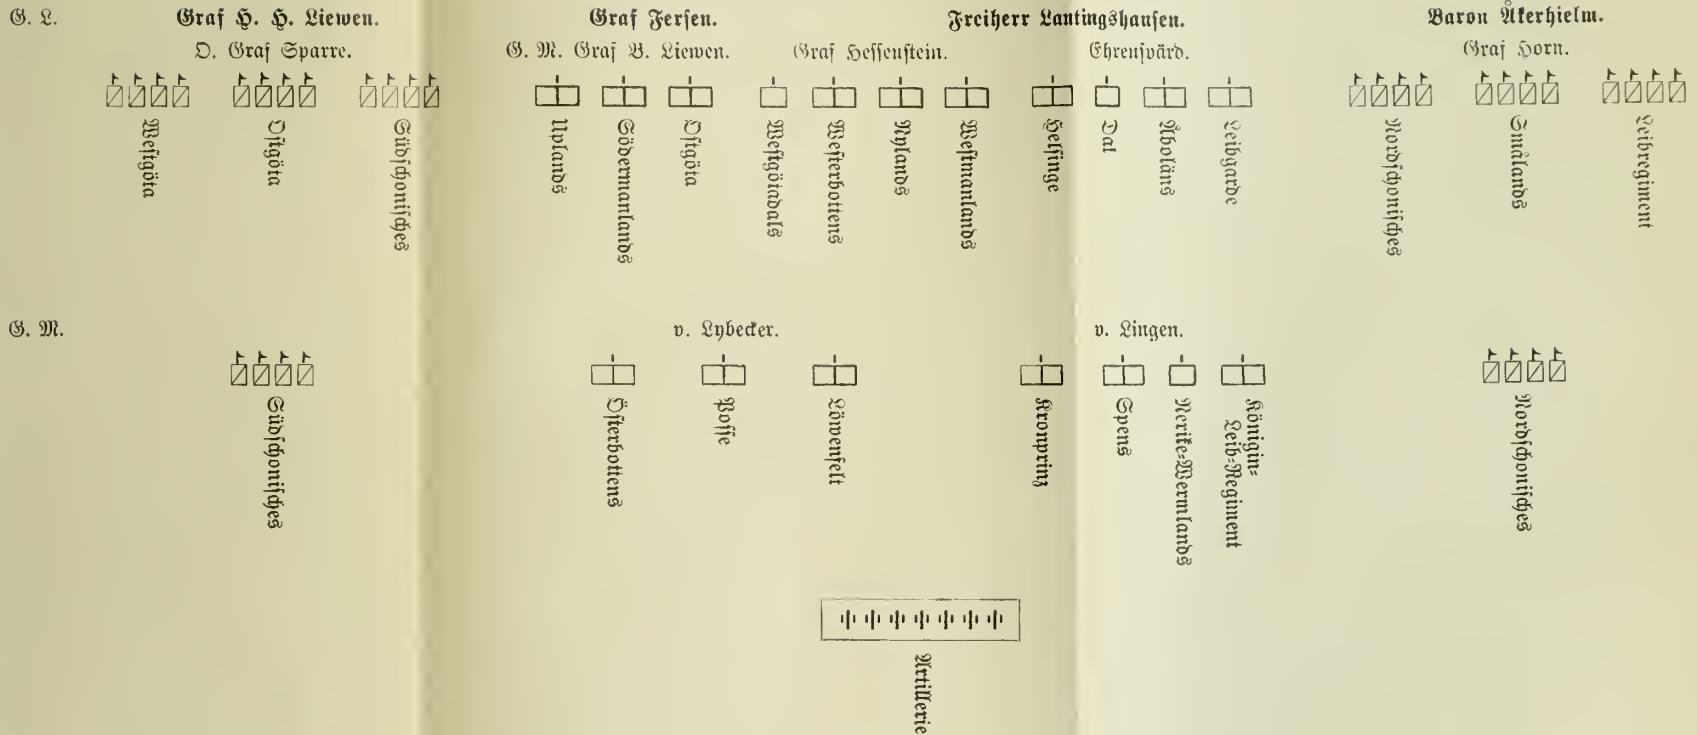 G. L.
Graf H. H. Liewen.
Graf Fersen.
Freiherr Lantingshausen.
Baron Åkerhielm.
O. Graf Sparre.
G. M. Graf B. Liewen.
Graf Hessenstein.
Ehrensvärd.
Graf Horn.
Westgöta
Ostgöta
Südschonisches
Uplands
Södermanlands
Ostgöta
Westgötadals
Westerbottens
Nylands
Westmanlands
Helsinge
Dal
Åboläns
Leibgarde
Nordschonisches
Smålands
Leibregiment
G. M.
v. Lybecker.
v. Lingen.
Südschonisches
Österbottens
Posse
Löwenfelt
Kronprinz
Spens
Nerike-Wermlands
Königin-
Leib-Regiment
Nordschonisches
Artillerie